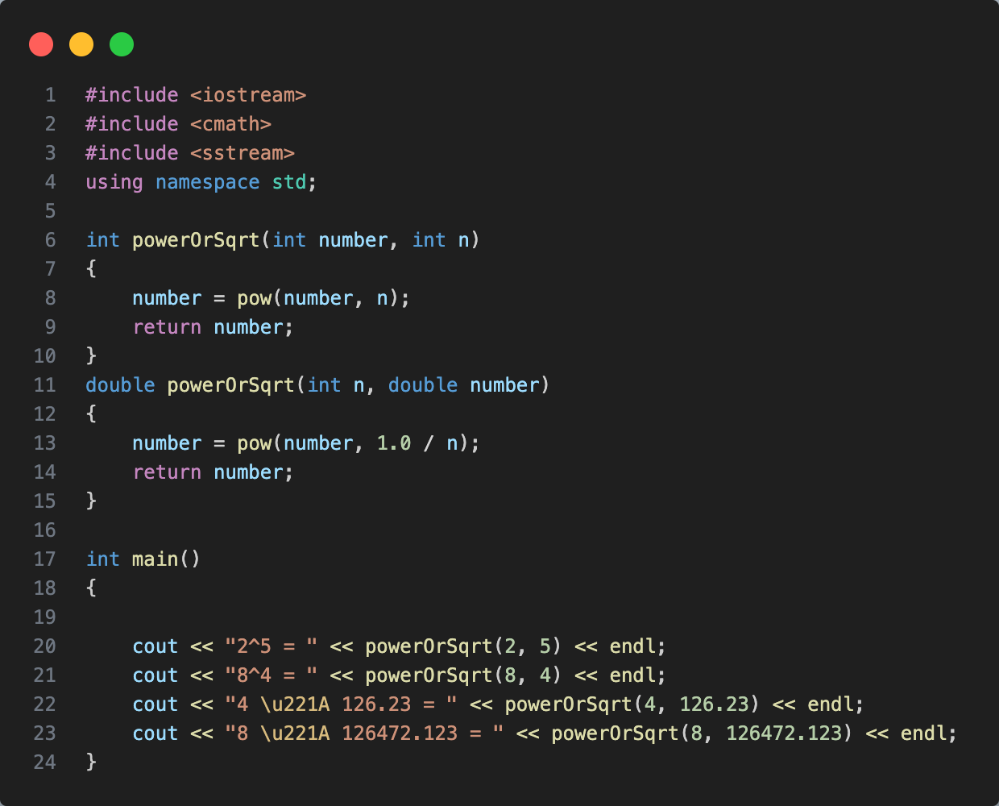 1 #include <iostream>
2 #include <cmath>
3 #include <sstream>
4 using namespace std;
5
6 int powerOrSqrt(int number, int n)
7 {
8     number = pow(number, n);
9     return number;
10 }
11 double powerOrSqrt(int n, double number)
12 {
13     number = pow(number, 1.0 / n);
14     return number;
15 }
16
17 int main()
18 {
19
20     cout << "2^5 = " << powerOrSqrt(2, 5) << endl;
21     cout << "8^4 = " << powerOrSqrt(8, 4) << endl;
22     cout << "4 \u221A 126.23 = " << powerOrSqrt(4, 126.23) << endl;
23     cout << "8 \u221A 126472.123 = " << powerOrSqrt(8, 126472.123) << endl;
24 }